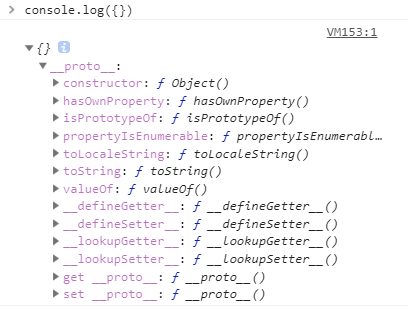 > console.log({})
VM153:1
▼ {} i
▼ __proto__:
▶ constructor: ƒ Object()
▶ hasOwnProperty: ƒ hasOwnProperty()
▶ isPrototypeOf: ƒ isPrototypeOf()
▶ propertyIsEnumerable: ƒ propertyIsEnumerabl…
▶ toLocaleString: ƒ toLocaleString()
▶ toString: ƒ toString()
▶ valueOf: ƒ valueOf()
▶ __defineGetter__: ƒ __defineGetter__()
▶ __defineSetter__: ƒ __defineSetter__()
▶ __lookupGetter__: ƒ __lookupGetter__()
▶ __lookupSetter__: ƒ __lookupSetter__()
▶ get __proto__: ƒ __proto__()
▶ set __proto__: ƒ __proto__()